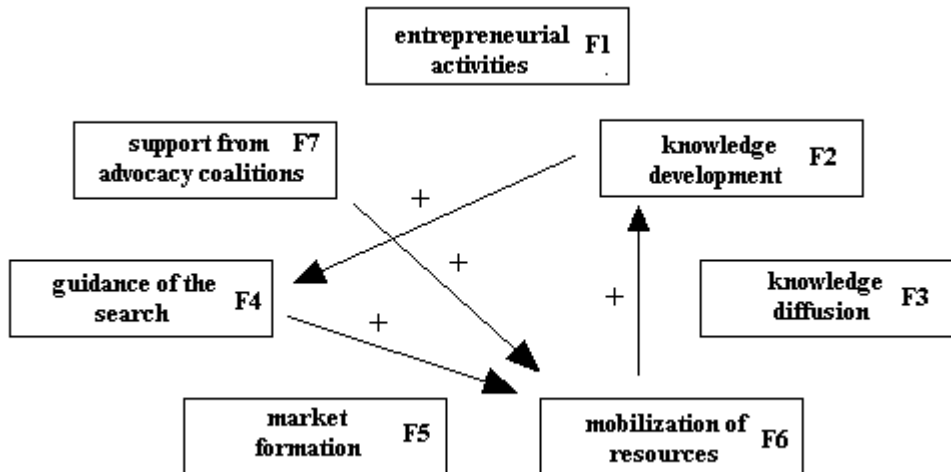 entrepreneurial F1
activities
support from F7
advocacy coalitions
knowledge F2
development
+
+
guidance of the F4
search
+
+
knowledge F3
diffusion
market F5
formation
mobilization of F6
resources